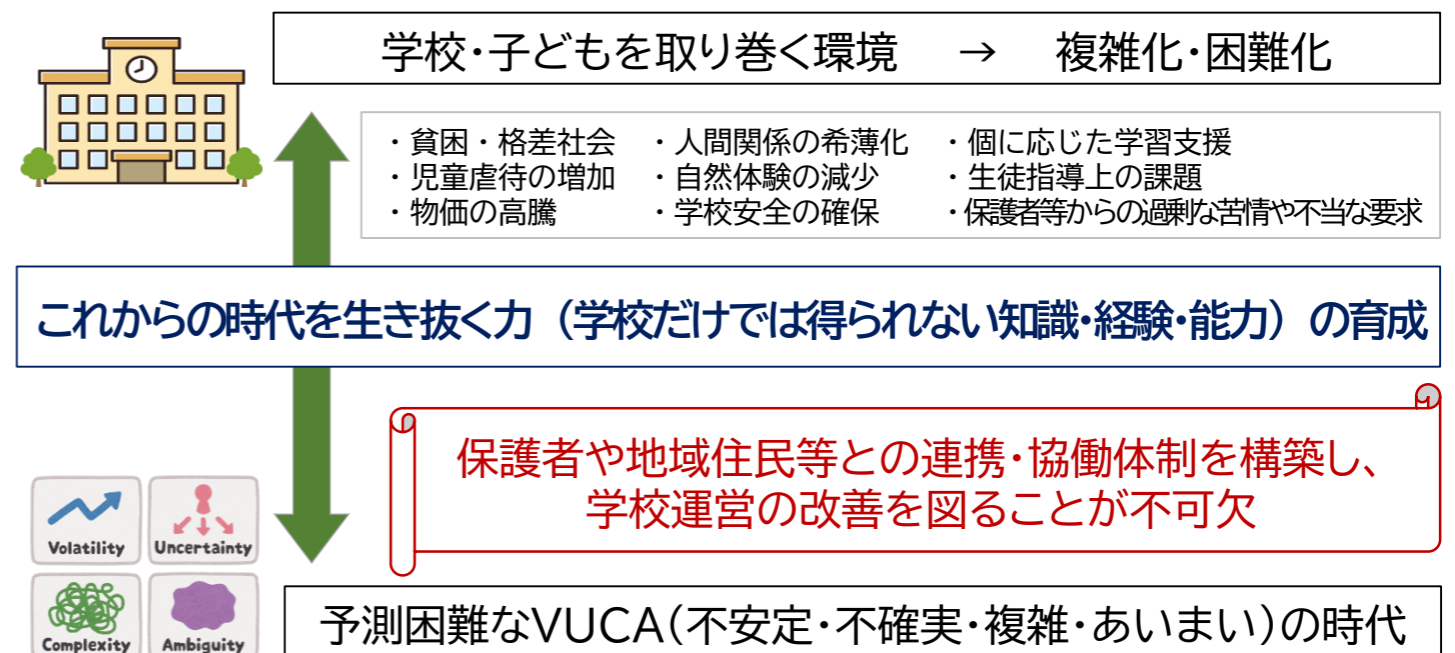 学校・子どもを取り巻く環境 → 複雑化・困難化
・貧困・格差社会 ・人間関係の希薄化 ・個に応じた学習支援
・児童虐待の増加 ・自然体験の減少 ・生徒指導上の課題
・物価の高騰 ・学校安全の確保 ・保護者等からの過剰な苦情や不当な要求
これからの時代を生き抜く力（学校だけでは得られない知識・経験・能力）の育成
保護者や地域住民等との連携・協働体制を構築し、
学校運営の改善を図ることが不可欠
Volatility Uncertainty
Complexity Ambiguity
予測困難なVUCA(不安定・不確実・複雑・あいまい)の時代